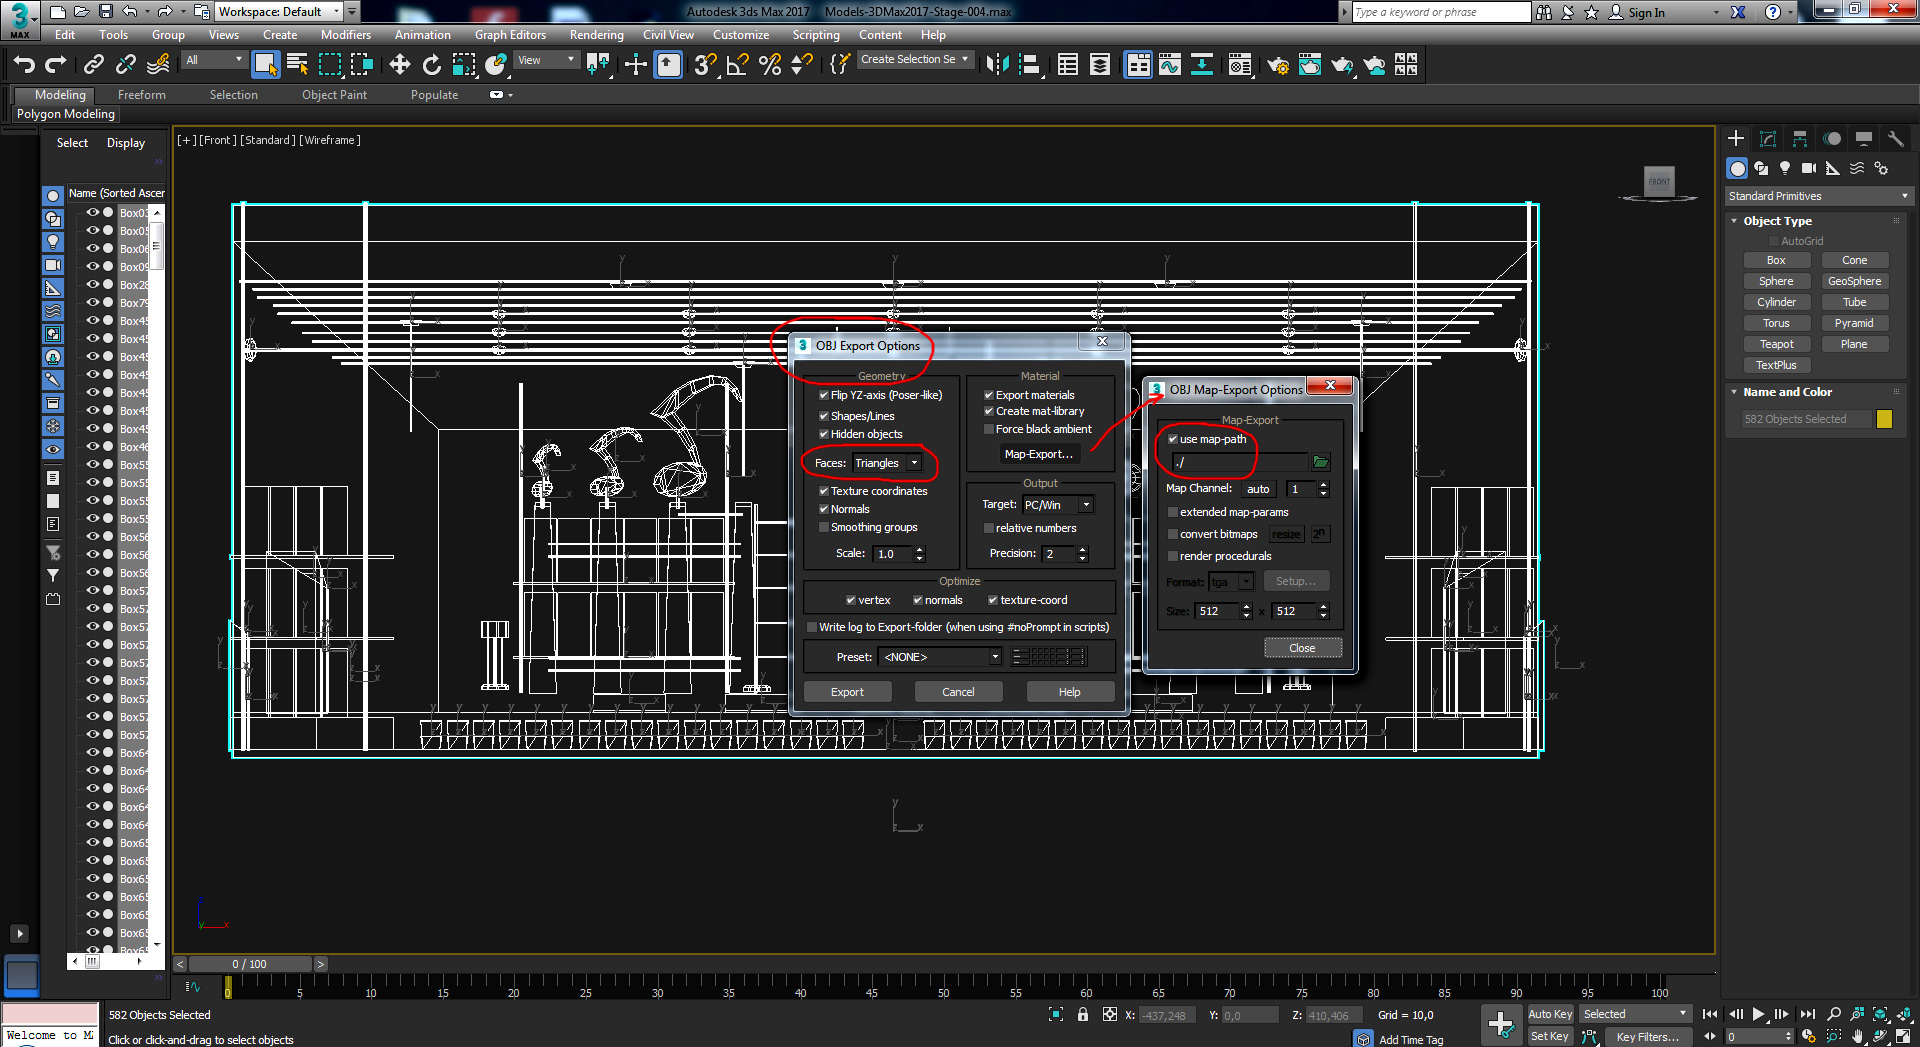 3 MAX Workspace: Default Autodesk 3ds Max 2017 Models-3DMax2017-Stage-004.max Type a keyword or phrase Sign In
Edit Tools Group Views Create Modifiers Animation Graph Editors Rendering Civil View Customize Scripting Content Help
All View Create Selection Se
Modeling Freeform Selection Object Paint Populate
Polygon Modeling
Select Display
Name (Sorted Ascer
Box03
Box05
Box06
Box09
Box28
Box79
Box45
Box45
Box45
Box45
Box45
Box45
Box45
Box46
Box50
Box50
Box56
Box56
Box56
Box56
Box57
Box57
Box57
Box57
Box57
Box57
Box57
Box57
Box57
Box57
Box64
Box64
Box64
Box64
Box64
Box65
Box65
Box65
Box65
Box65
Box65
Box65
[+] [Front] [Standard] [Wireframe]
FRONT
OBJ Export Options
Geometry
Flip YZ-axis (Poser-like)
Shapes/Lines
Hidden objects
Faces: Triangles
Texture coordinates
Normals
Smoothing groups
Scale: 1.0
Material
Export materials
Create mat-library
Force black ambient
Map-Export...
Output
Target: PC/Win
relative numbers
Precision: 2
Optimize
vertex normals texture-coord
Write log to Export-folder (when using #noPrompt in scripts)
Preset: <NONE>
Export Cancel Help
OBJ Map-Export Options
Map-Export
use map-path
./
Map Channel: auto 1
extended map-params
convert bitmaps resize 2n
render procedurals
Format: tga Setup...
Size: 512 x 512
Close
Standard Primitives
Object Type
AutoGrid
Box Cone
Sphere GeoSphere
Cylinder Tube
Torus Pyramid
Teapot Plane
TextPlus
Name and Color
582 Objects Selected
< 0 / 100 >
0 5 10 15 20 25 30 35 40 45 50 55 60 65 70 75 80 85 90 95 100
582 Objects Selected X: -437,248 Y: 0,0 Z: 410,406 Grid = 10,0 Auto Key Selected
Welcome to M Click or click-and-drag to select objects Add Time Tag Set Key Key Filters... 0